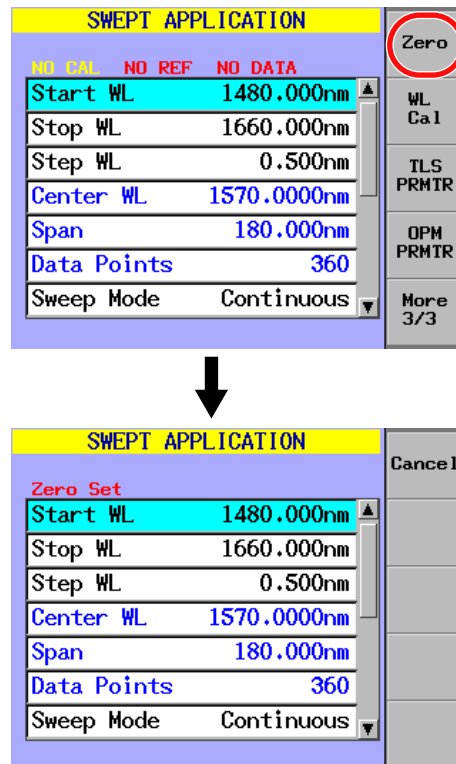 SWEPT APPLICATION
Zero
NO CAL NO REF NO DATA
Start WL 1480.000nm
WL
Cal
Stop WL 1660.000nm
Step WL 0.500nm
TLS
PRMTR
Center WL 1570.0000nm
Span 180.000nm
OPM
PRMTR
Data Points 360
Sweep Mode Continuous
More
3/3
SWEPT APPLICATION
Cancel
Zero Set
Start WL 1480.000nm
Stop WL 1660.000nm
Step WL 0.500nm
Center WL 1570.0000nm
Span 180.000nm
Data Points 360
Sweep Mode Continuous